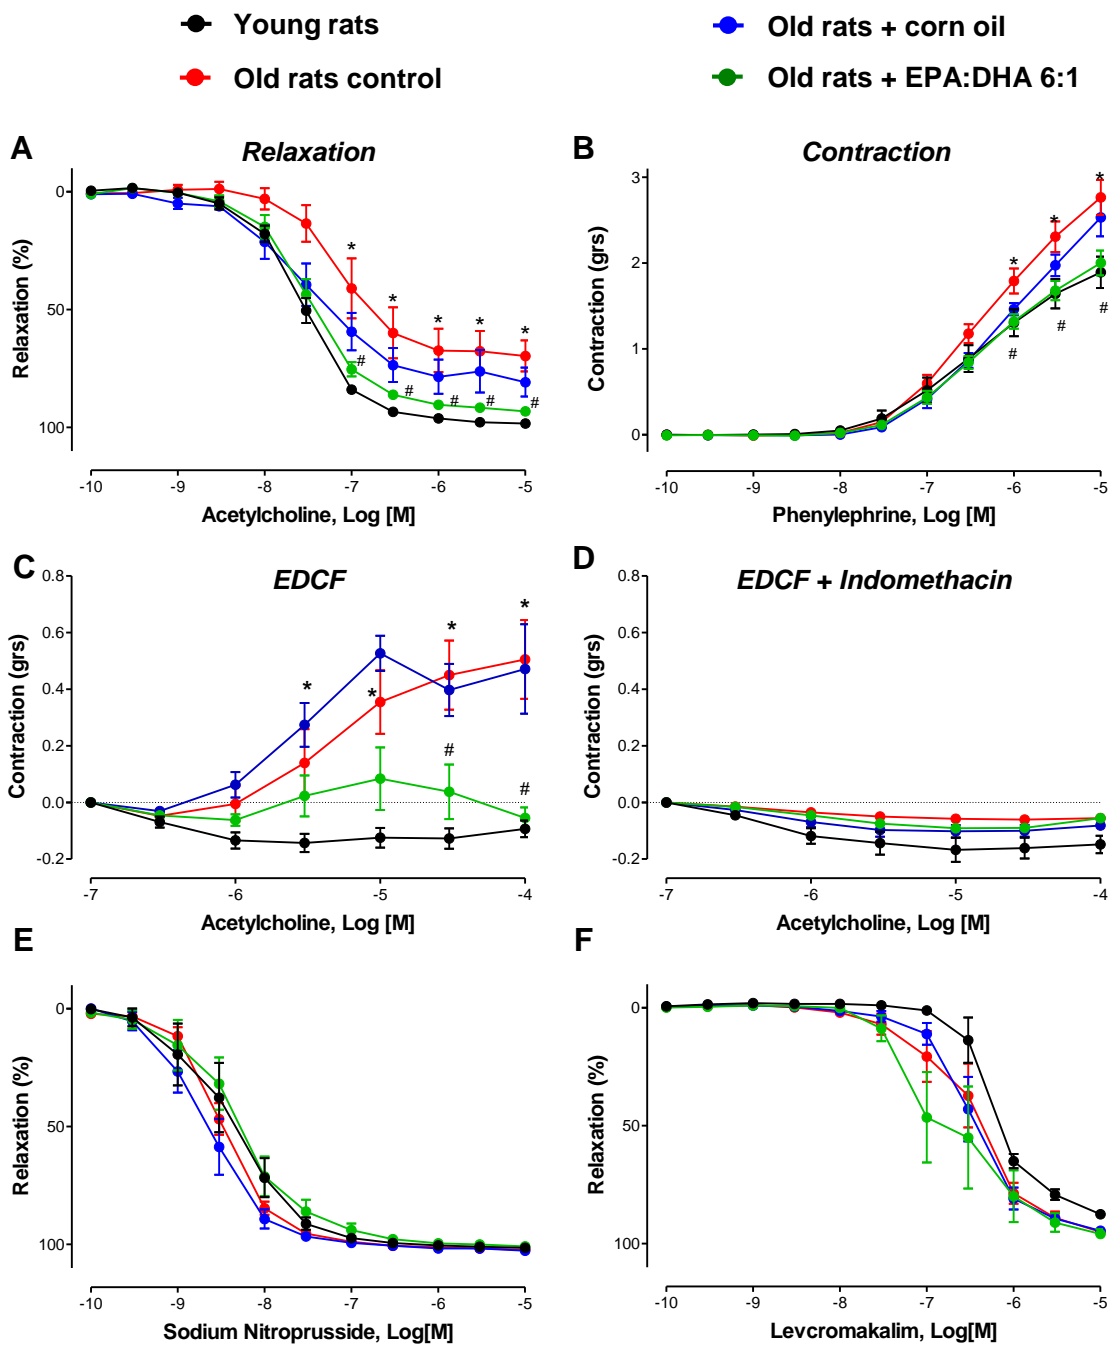 Young rats
Old rats control
Old rats + corn oil
Old rats + EPA:DHA 6:1
A
Relaxation
Relaxation (%)
0
50
100
-10 -9 -8 -7 -6 -5
* * * * *
# # # # #
Acetylcholine, Log [M]
B
Contraction
Contraction (grs)
3
2
1
0
-10 -9 -8 -7 -6 -5
* * *
# # #
Phenylephrine, Log [M]
C
EDCF
Contraction (grs)
0.8
0.6
0.4
0.2
0.0
-0.2
-7 -6 -5 -4
* * * *
# #
Acetylcholine, Log [M]
D
EDCF + Indomethacin
Contraction (grs)
0.8
0.6
0.4
0.2
0.0
-0.2
-7 -6 -5 -4
Acetylcholine, Log [M]
E
Relaxation (%)
0
50
100
-10 -9 -8 -7 -6 -5
Sodium Nitroprusside, Log[M]
F
Relaxation (%)
0
50
100
-10 -9 -8 -7 -6 -5
Levcromakalim, Log[M]